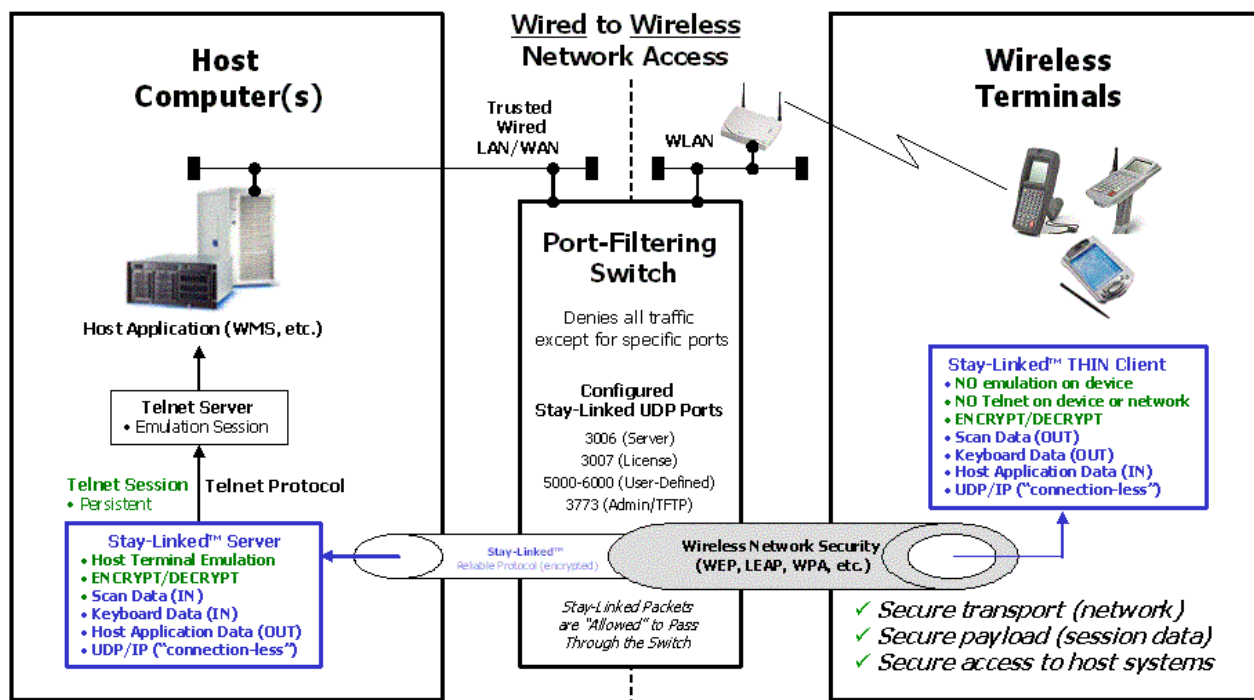 Host
Computer(s)
Host Application (WMS, etc.)
Telnet Server
• Emulation Session
Telnet Session
• Persistent
Telnet Protocol
Stay-Linked™ Server
• Host Terminal Emulation
• ENCRYPT/DECRYPT
• Scan Data (IN)
• Keyboard Data (IN)
• Host Application Data (OUT)
• UDP/IP (“connection-less”)
Wired to Wireless
Network Access
Trusted
Wired
LAN/WAN
WLAN
Port-Filtering
Switch
Denies all traffic
except for specific ports
Configured
Stay-Linked UDP Ports
3006 (Server)
3007 (License)
5000-6000 (User-Defined)
3773 (Admin/TFTP)
Stay-Linked™
Reliable Protocol (encrypted)
Wireless Network Security
(WEP, LEAP, WPA, etc.)
Stay-Linked Packets
are "Allowed" to Pass
Through the Switch
Wireless
Terminals
Stay-Linked™ THIN Client
• NO emulation on device
• NO Telnet on device or network
• ENCRYPT/DECRYPT
• Scan Data (OUT)
• Keyboard Data (OUT)
• Host Application Data (IN)
• UDP/IP (“connection-less”)
✓ Secure transport (network)
✓ Secure payload (session data)
✓ Secure access to host systems